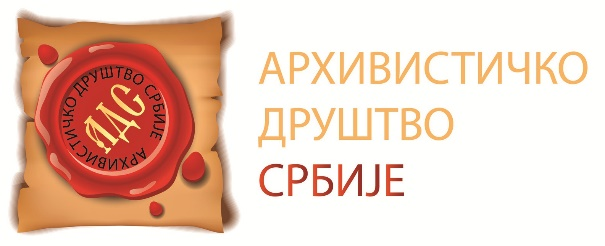 АРХИВИСТИЧКО ДРУШТВО СРБИЈЕ
АДС
АРХИВИСТИЧКО
ДРУШТВО
СРБИЈЕ